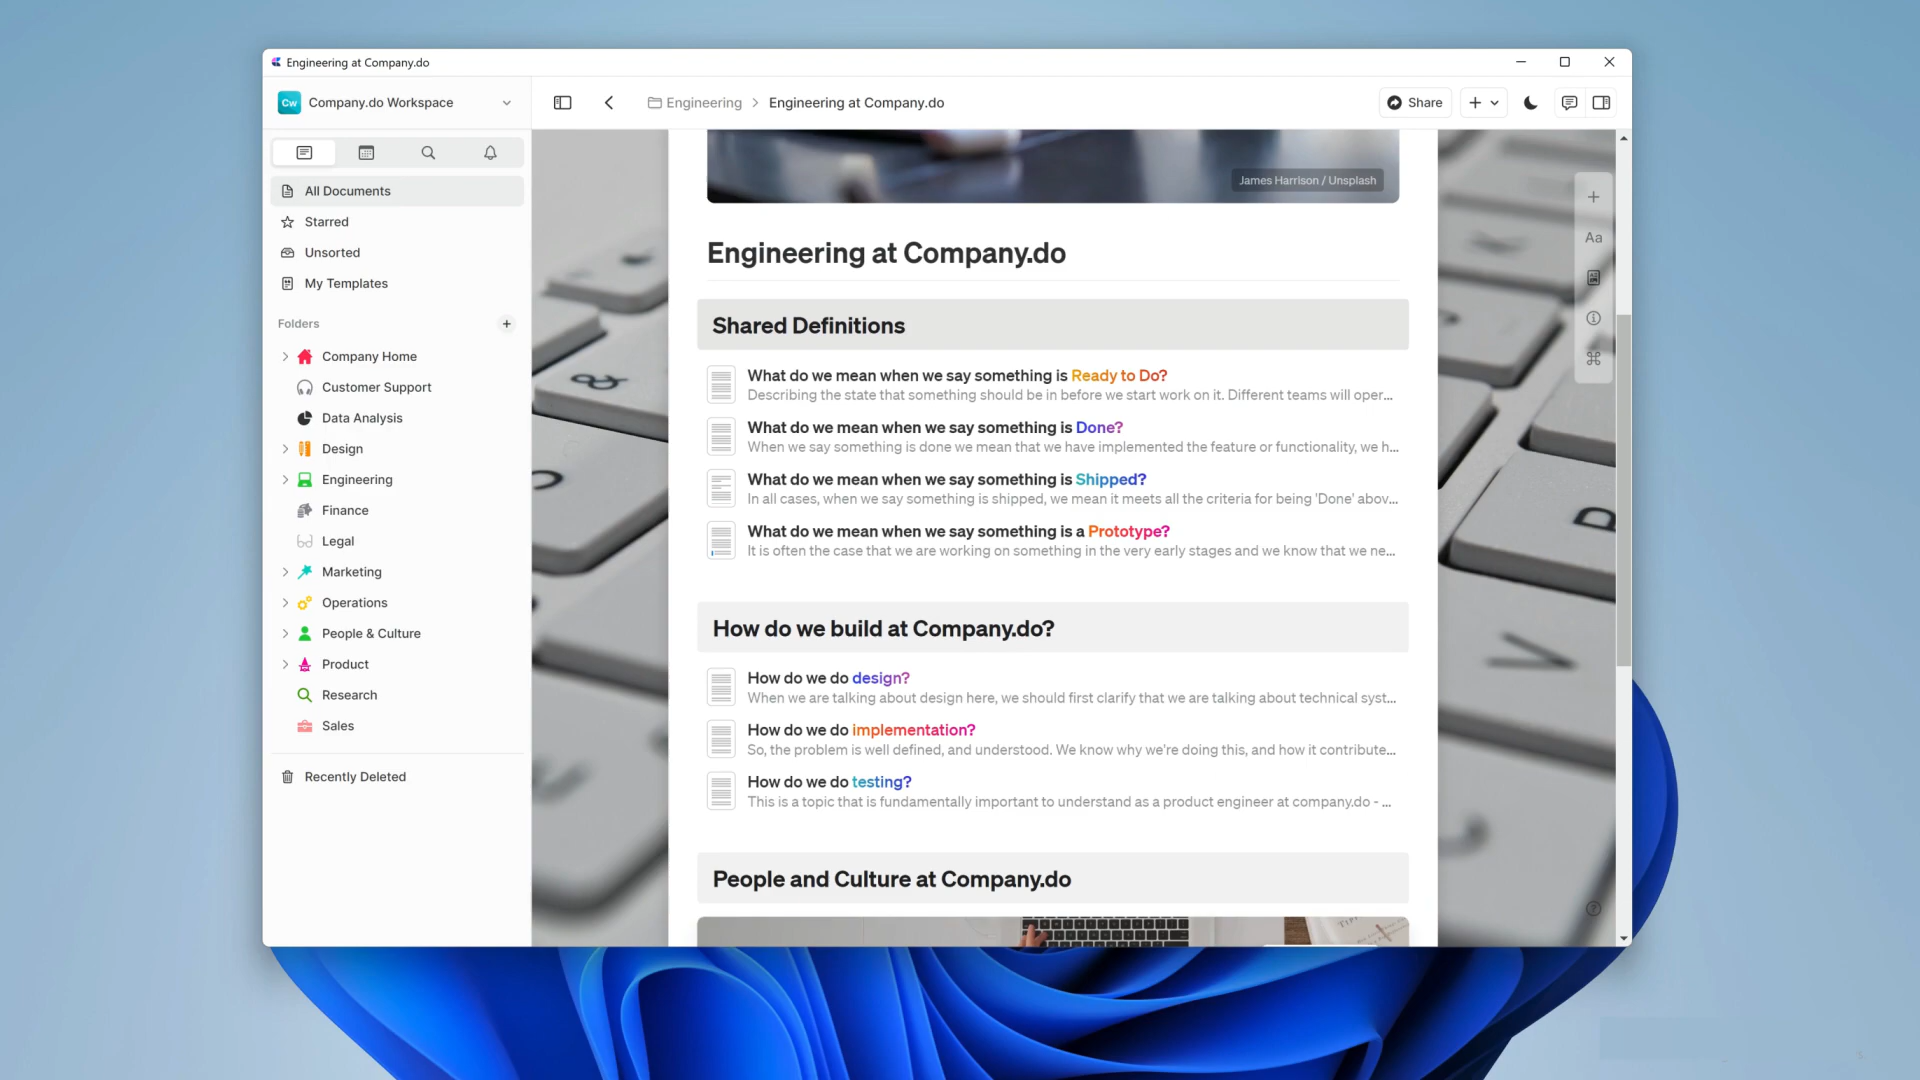 Engineering at Company.do
Cw Company.do Workspace
Engineering > Engineering at Company.do
Share
All Documents
Starred
Unsorted
My Templates
Folders
Company Home
Customer Support
Data Analysis
Design
Engineering
Finance
Legal
Marketing
Operations
People & Culture
Product
Research
Sales
Recently Deleted
James Harrison / Unsplash
Engineering at Company.do
Shared Definitions
What do we mean when we say something is Ready to Do?
Describing the state that something should be in before we start work on it. Different teams will oper...
What do we mean when we say something is Done?
When we say something is done we mean that we have implemented the feature or functionality, we h...
What do we mean when we say something is Shipped?
In all cases, when we say something is shipped, we mean it meets all the criteria for being 'Done' abov...
What do we mean when we say something is a Prototype?
It is often the case that we are working on something in the very early stages and we know that we ne...
How do we build at Company.do?
How do we do design?
When we are talking about design here, we should first clarify that we are talking about technical syst...
How do we do implementation?
So, the problem is well defined, and understood. We know why we're doing this, and how it contribute...
How do we do testing?
This is a topic that is fundamentally important to understand as a product engineer at company.do - ...
People and Culture at Company.do
Aa
&
D
V